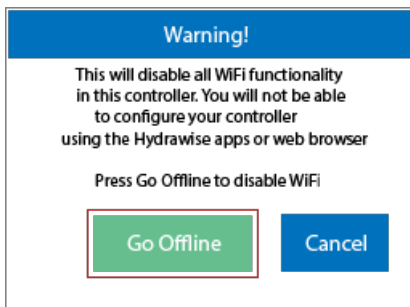 Warning!
This will disable all WiFi functionality
in this controller. You will not be able
to configure your controller
using the Hydrawise apps or web browser
Press Go Offline to disable WiFi
Go Offline
Cancel